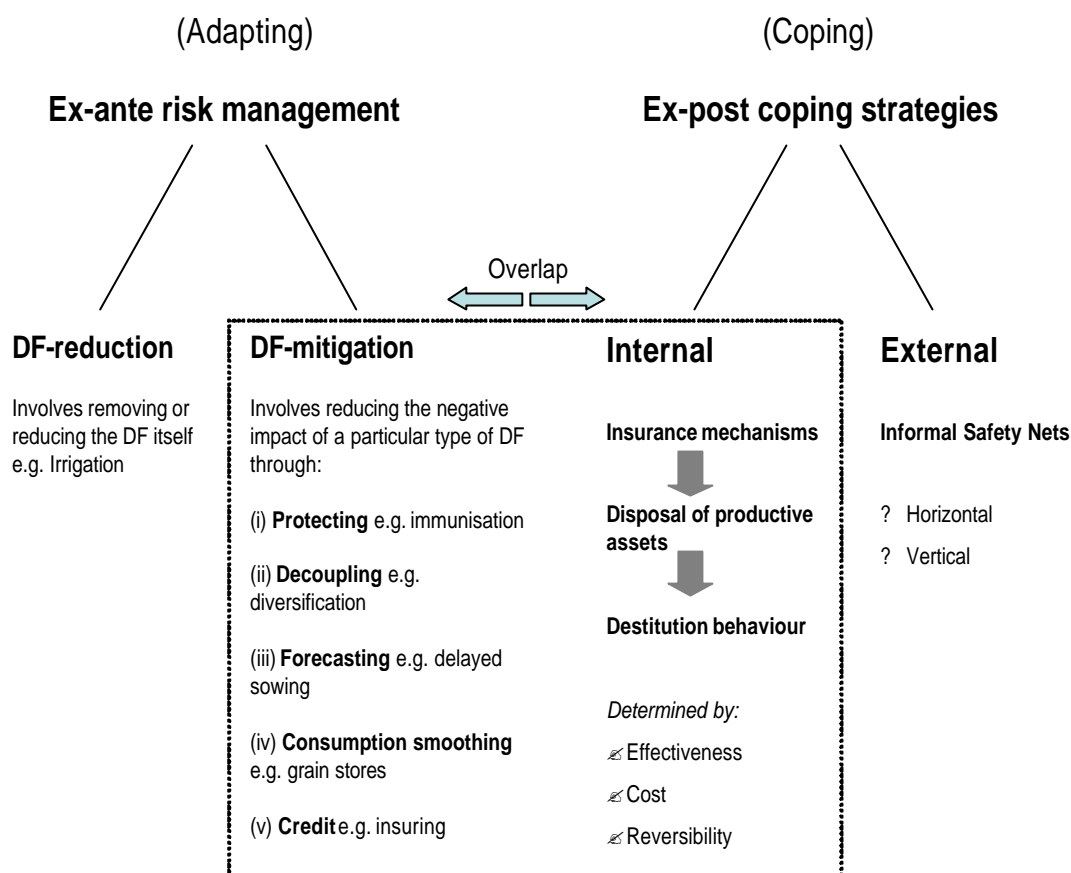 (Adapting)
(Coping)
Ex-ante risk management
Ex-post coping strategies
Overlap
DF-reduction
Involves removing or
reducing the DF itself
e.g. Irrigation
DF-mitigation
Involves reducing the negative
impact of a particular type of DF
through:
(i) Protecting e.g. immunisation
(ii) Decoupling e.g.
diversification
(iii) Forecasting e.g. delayed
sowing
(iv) Consumption smoothing
e.g. grain stores
(v) Credit e.g. insuring
Internal
Insurance mechanisms
Disposal of productive
assets
Destitution behaviour
Determined by:
Effectiveness
Cost
Reversibility
External
Informal Safety Nets
? Horizontal
? Vertical